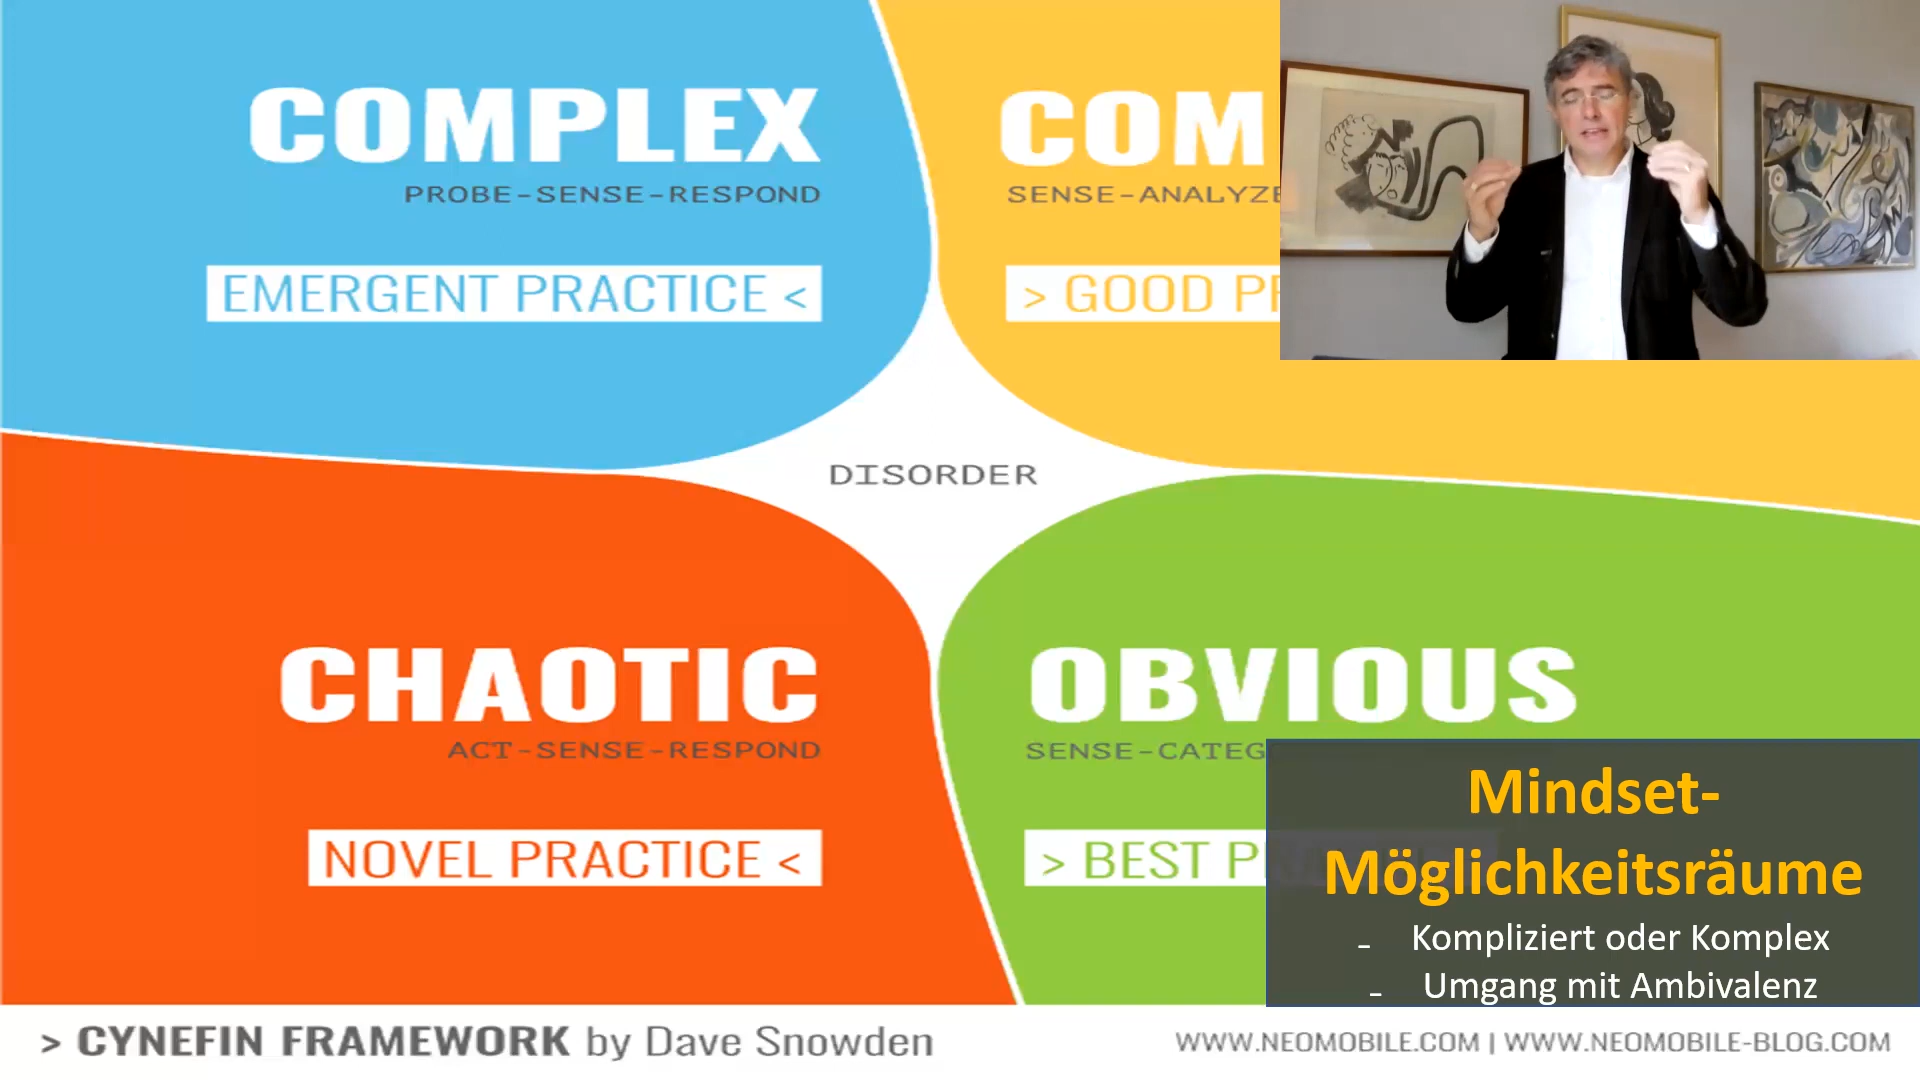 COMPLEX
PROBE-SENSE-RESPOND
EMERGENT PRACTICE <
COM
SENSE-ANALYZE
> GOOD PR
DISORDER
CHAOTIC
ACT-SENSE-RESPOND
NOVEL PRACTICE <
OBVIOUS
SENSE-CATEG
> BEST PR
Mindset-
Möglichkeitsräume
- Kompliziert oder Komplex
- Umgang mit Ambivalenz
> CYNEFIN FRAMEWORK by Dave Snowden
WWW.NEOMOBILE.COM | WWW.NEOMOBILE-BLOG.COM